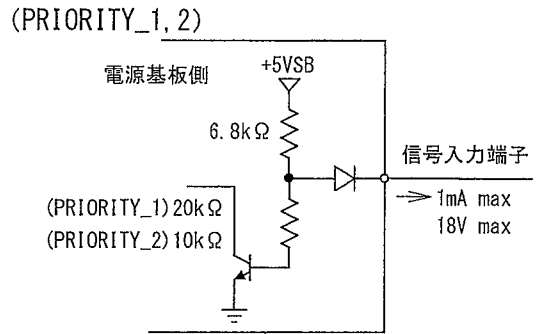 (PRIORITY_1, 2)
電源基板側
+5VSB
6.8kΩ
信号入力端子
1mA max
18V max
(PRIORITY_1)20kΩ
(PRIORITY_2)10kΩ